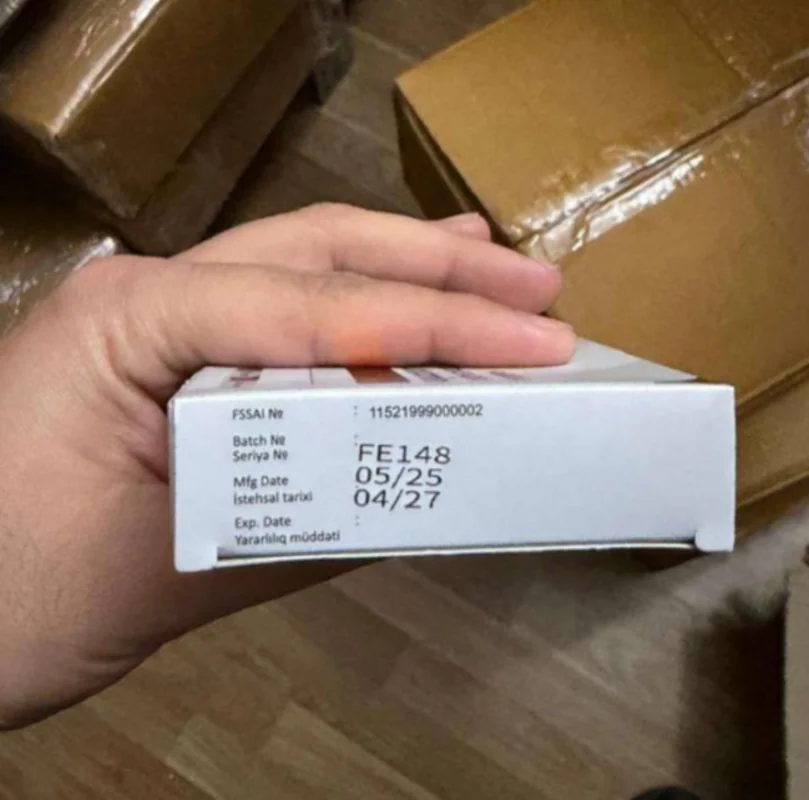 FSSAI № : 11521999000002
Batch № :
Seriya № FE148
Mfg Date 05/25
İstehsal tarixi 04/27
Exp. Date :
Yararlılıq müddəti